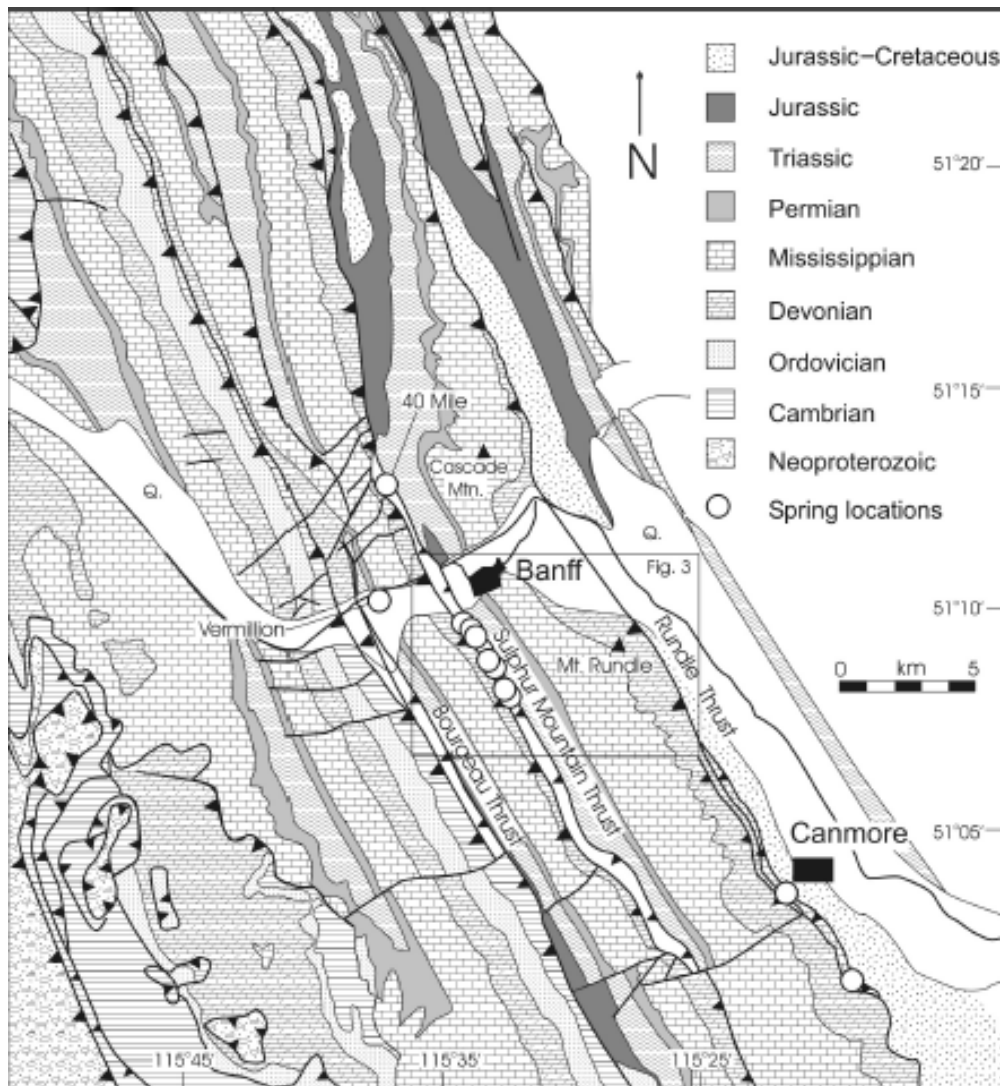 Jurassic–Cretaceous
Jurassic
N
Triassic
51°20'
Permian
Mississippian
Devonian
Ordovician
51°15'
40 Mile
Cambrian
Cascade
Mtn.
Neoproterozoic
Q.
Spring locations
Q.
Fig. 3
Banff
51°10'
Vermillion
Sulphur Mountain Thrust
Mt. Rundle
Rundle Thrust
0 km 5
Bourgeau Thrust
Canmore
51°05'
115°45'
115°35'
115°25'